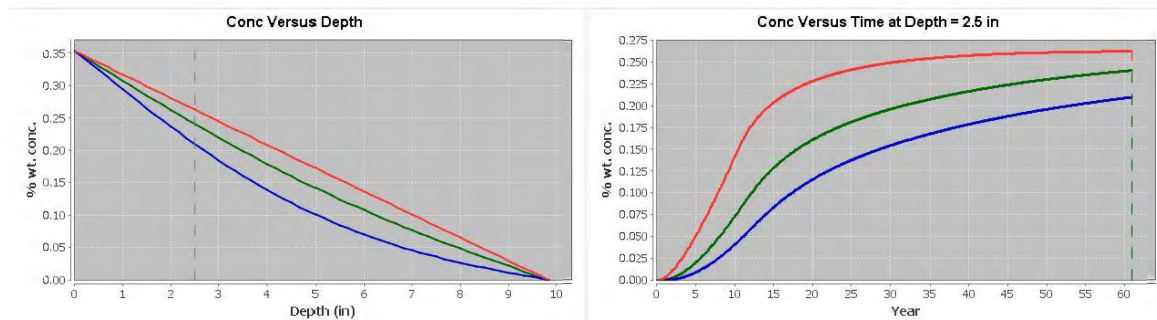 Conc Versus Depth
% wt. conc.
0.35
0.30
0.25
0.20
0.15
0.10
0.05
0.00
0 1 2 3 4 5 6 7 8 9 10
Depth (in)
Conc Versus Time at Depth = 2.5 in
% wt. conc.
0.275
0.250
0.225
0.200
0.175
0.150
0.125
0.100
0.075
0.050
0.025
0.000
0 5 10 15 20 25 30 35 40 45 50 55 60
Year